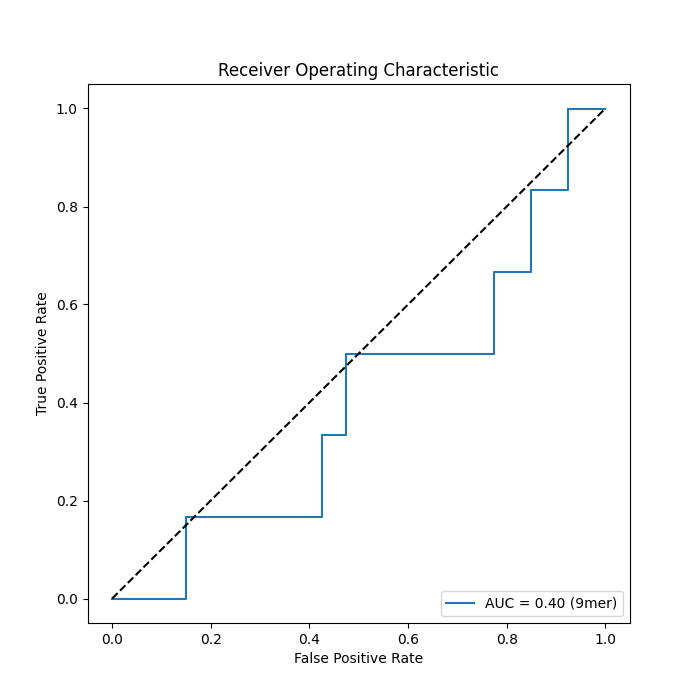 Receiver Operating Characteristic
True Positive Rate
1.0
0.8
0.6
0.4
0.2
0.0
AUC = 0.40 (9mer)
0.0 0.2 0.4 0.6 0.8 1.0
False Positive Rate